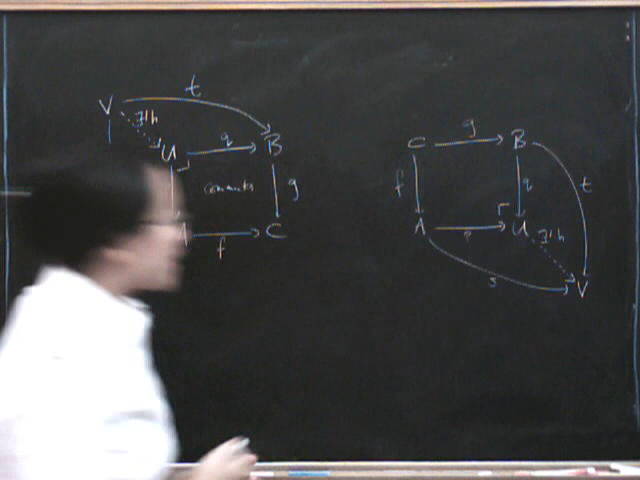 t
V ∃!h
U q B
commutes g
f C
C g B
f q t
A p U ∃!h
s V